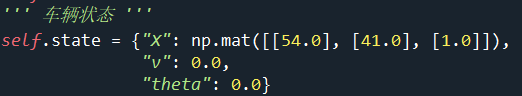 ''' 车辆状态 '''
self.state = {"X": np.mat([[54.0], [41.0], [1.0]]),
"v": 0.0,
"theta": 0.0}